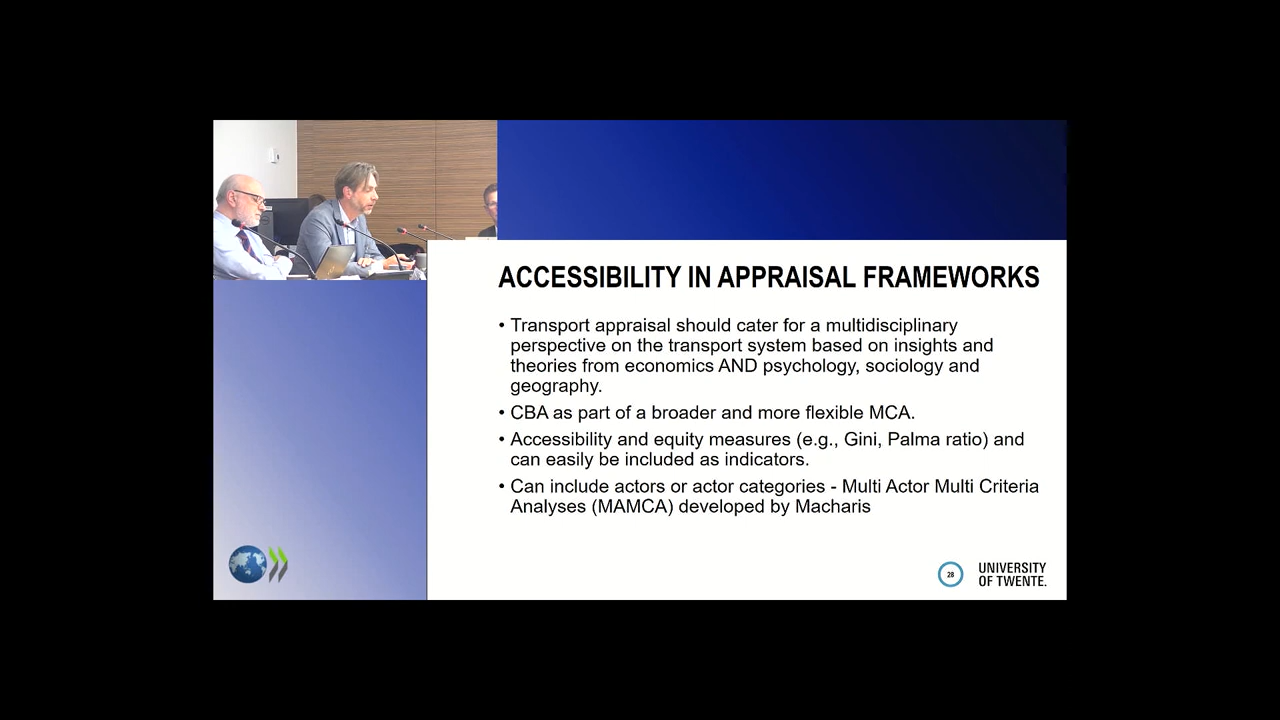 ACCESSIBILITY IN APPRAISAL FRAMEWORKS
• Transport appraisal should cater for a multidisciplinary
perspective on the transport system based on insights and
theories from economics AND psychology, sociology and
geography.
• CBA as part of a broader and more flexible MCA.
• Accessibility and equity measures (e.g., Gini, Palma ratio) and
can easily be included as indicators.
• Can include actors or actor categories - Multi Actor Multi Criteria
Analyses (MAMCA) developed by Macharis
28
UNIVERSITY
OF TWENTE.